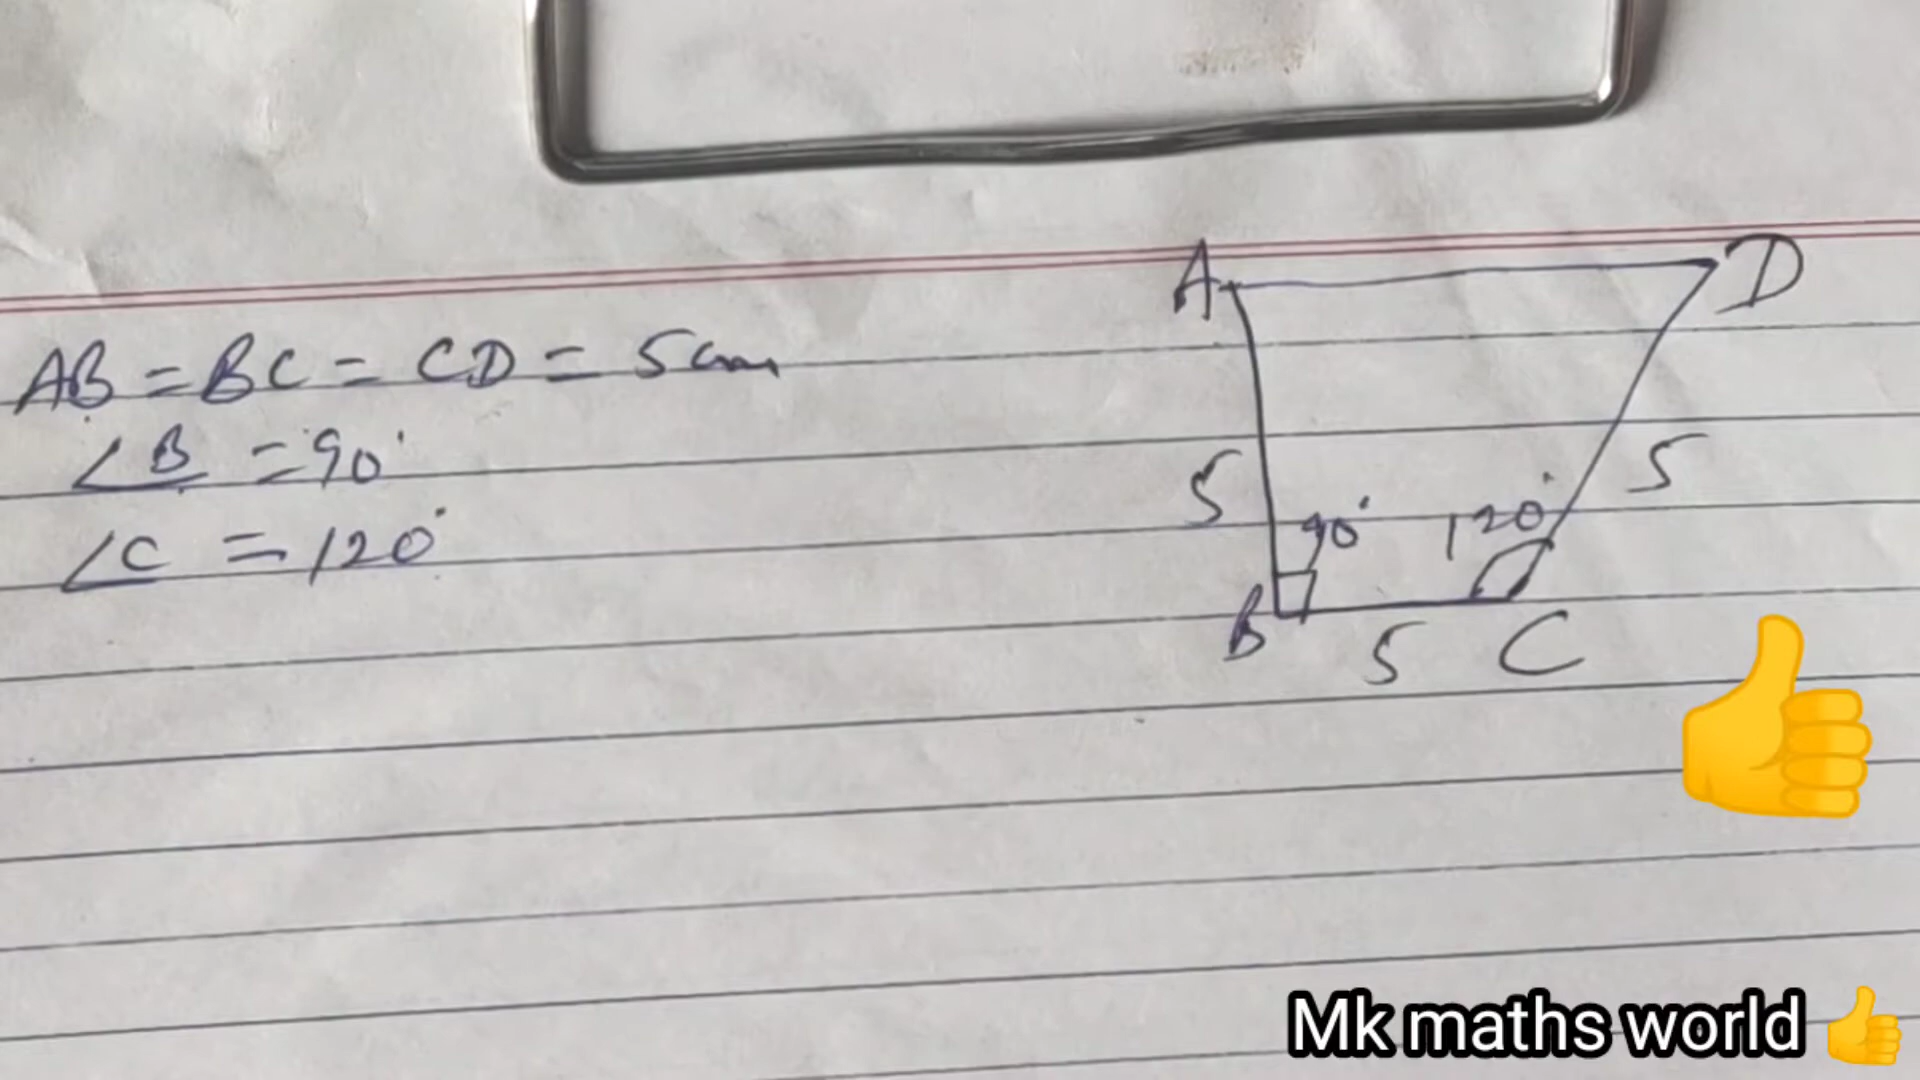 AB = BC = CD = 5cm
∠B = 90°
∠C = 120°
A
D
5
5
90°
120°
B
5
C
Mk maths world 👍